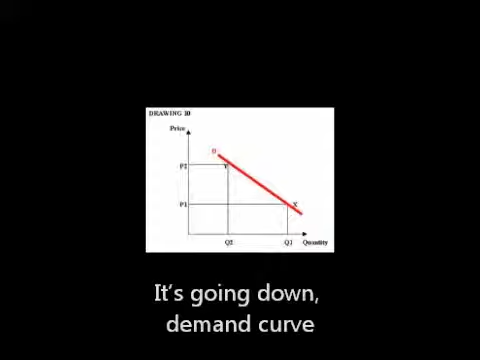 DRAWING 10
Price
D
P2
Y
P1
X
Q2
Q1
Quantity
It's going down,
demand curve